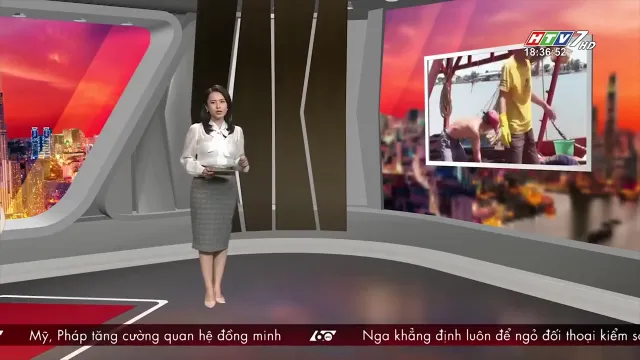 HTV7 HD
18:36:52
Mỹ, Pháp tăng cường quan hệ đồng minh 60 Nga khẳng định luôn để ngỏ đối thoại kiểm s